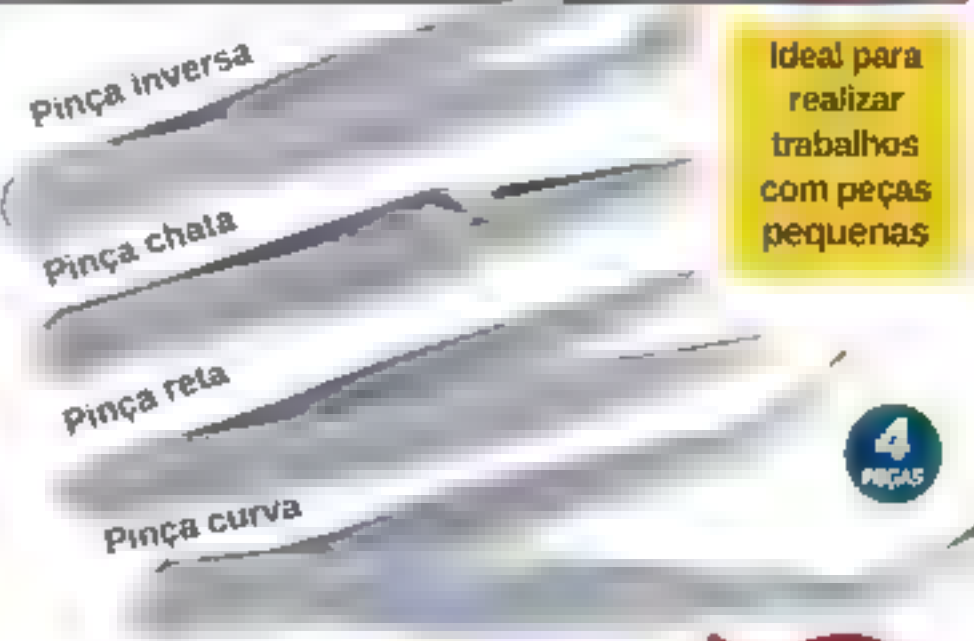 Pinça inversa
Pinça chata
Pinça reta
Pinça curva
Ideal para
realizar
trabalhos
com peças
pequenas
4
PEÇAS